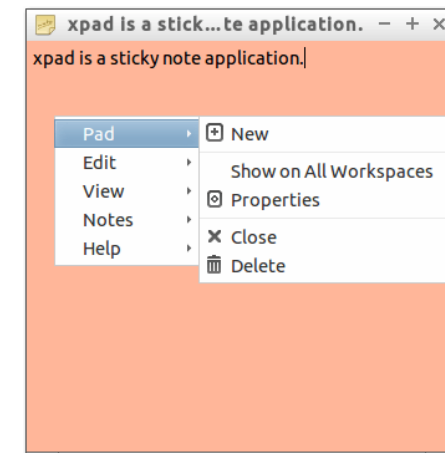 xpad is a stick...te application.
xpad is a sticky note application.
Pad
Edit
View
Notes
Help
New
Show on All Workspaces
Properties
Close
Delete